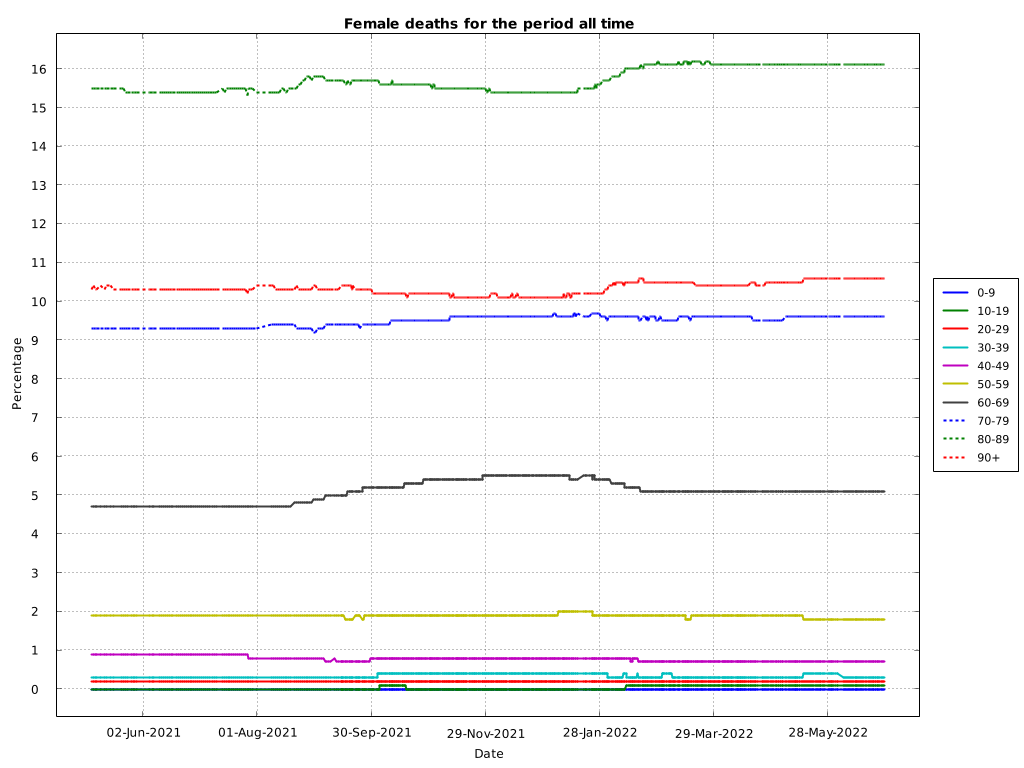 Female deaths for the period all time
Percentage
16
15
14
13
12
11
10
9
8
7
6
5
4
3
2
1
0
02-Jun-2021
01-Aug-2021
30-Sep-2021
29-Nov-2021
28-Jan-2022
29-Mar-2022
28-May-2022
Date
0-9
10-19
20-29
30-39
40-49
50-59
60-69
70-79
80-89
90+